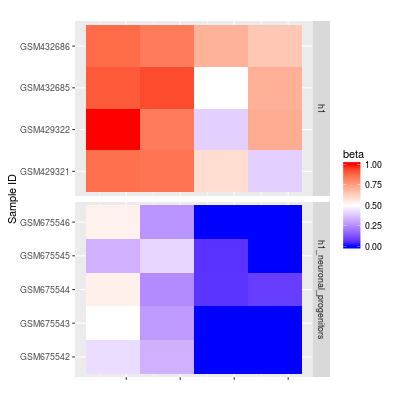 Sample ID
GSM432686
GSM432685
GSM429322
GSM429321
h1
GSM675546
GSM675545
GSM675544
GSM675543
GSM675542
h1_neuronal_progenitors
beta
1.00
0.75
0.50
0.25
0.00